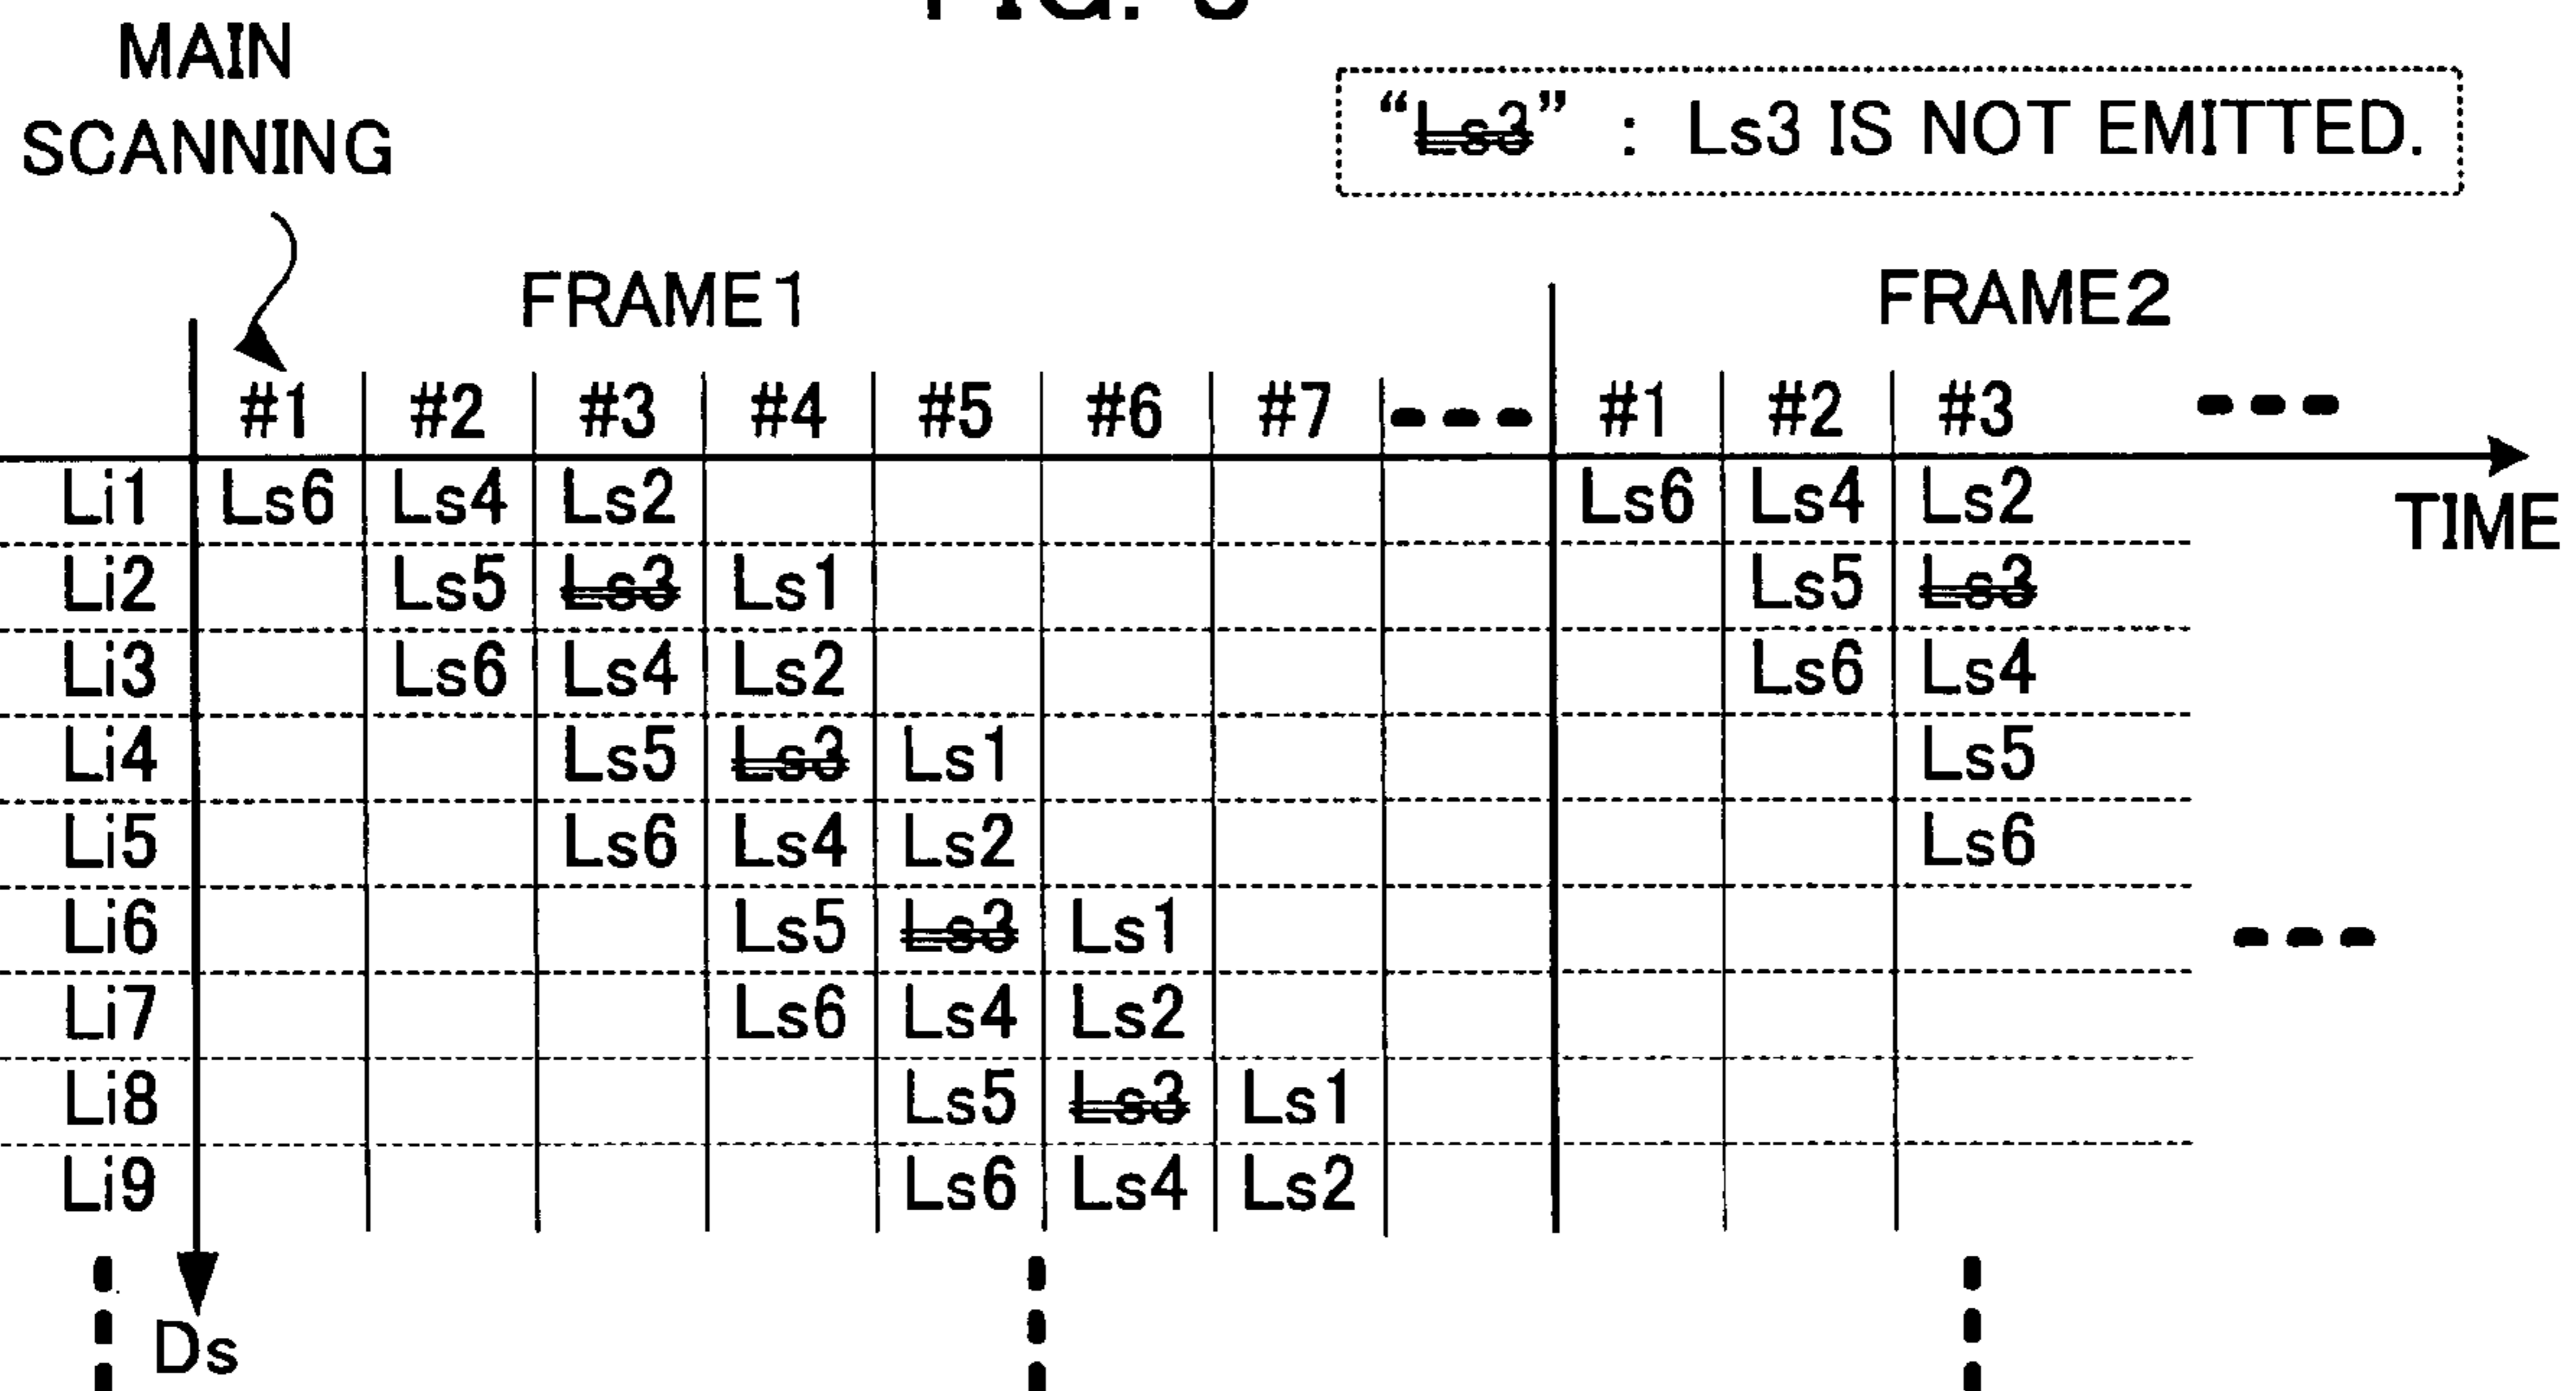 MAIN
SCANNING
“Ls3” : Ls3 IS NOT EMITTED.
FRAME1 FRAME2
#1 #2 #3 #4 #5 #6 #7 #1 #2 #3
TIME
Li1 Ls6 Ls4 Ls2 Ls6 Ls4 Ls2
Li2 Ls5 Ls3 Ls1 Ls5 Ls3
Li3 Ls6 Ls4 Ls2 Ls6 Ls4
Li4 Ls5 Ls3 Ls1 Ls5
Li5 Ls6 Ls4 Ls2 Ls6
Li6 Ls5 Ls3 Ls1
Li7 Ls6 Ls4 Ls2
Li8 Ls5 Ls3 Ls1
Li9 Ls6 Ls4 Ls2
Ds